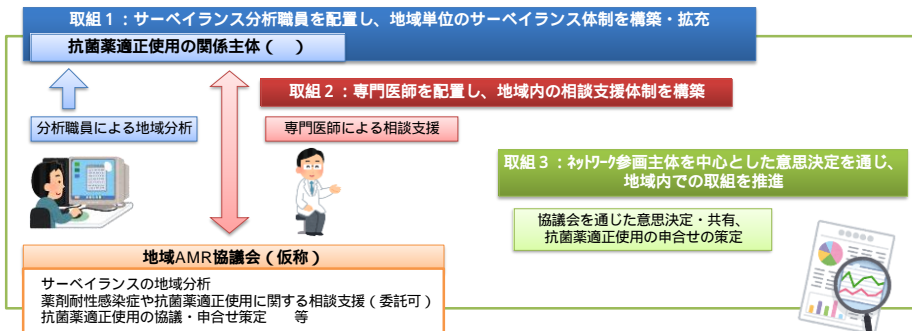 取組１：サーベイランス分析職員を配置し、地域単位のサーベイランス体制を構築・拡充
抗菌薬適正使用の関係主体（　）
取組２：専門医師を配置し、地域内の相談支援体制を構築
分析職員による地域分析
専門医師による相談支援
取組３：ﾈｯﾄﾜｰｸ参画主体を中心とした意思決定を通じ、
地域内での取組を推進
協議会を通じた意思決定・共有、
抗菌薬適正使用の申合せの策定
地域AMR協議会（仮称）
サーベイランスの地域分析
薬剤耐性感染症や抗菌薬適正使用に関する相談支援（委託可）
抗菌薬適正使用の協議・申合せ策定　　等